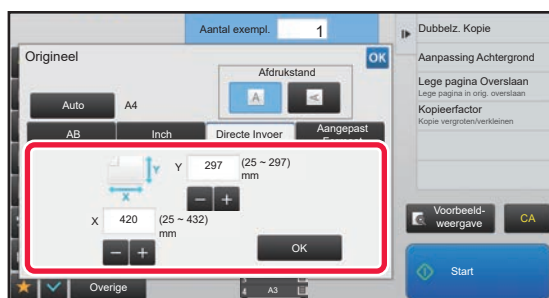 Aantal exempl.
1
Origineel
OK
Afdrukstand
A
A
Auto
A4
AB
Inch
Directe Invoer
Aangepast
Y
Y
297
(25 ~ 297)
mm
X
X
420
(25 ~ 432)
mm
OK
Overige
4
A3
Dubbelz. Kopie
Aanpassing Achtergrond
Lege pagina Overslaan
Lege pagina in orig. overslaan
Kopieerfactor
Kopie vergroten/verkleinen
Voorbeeld-
weergave
CA
Start